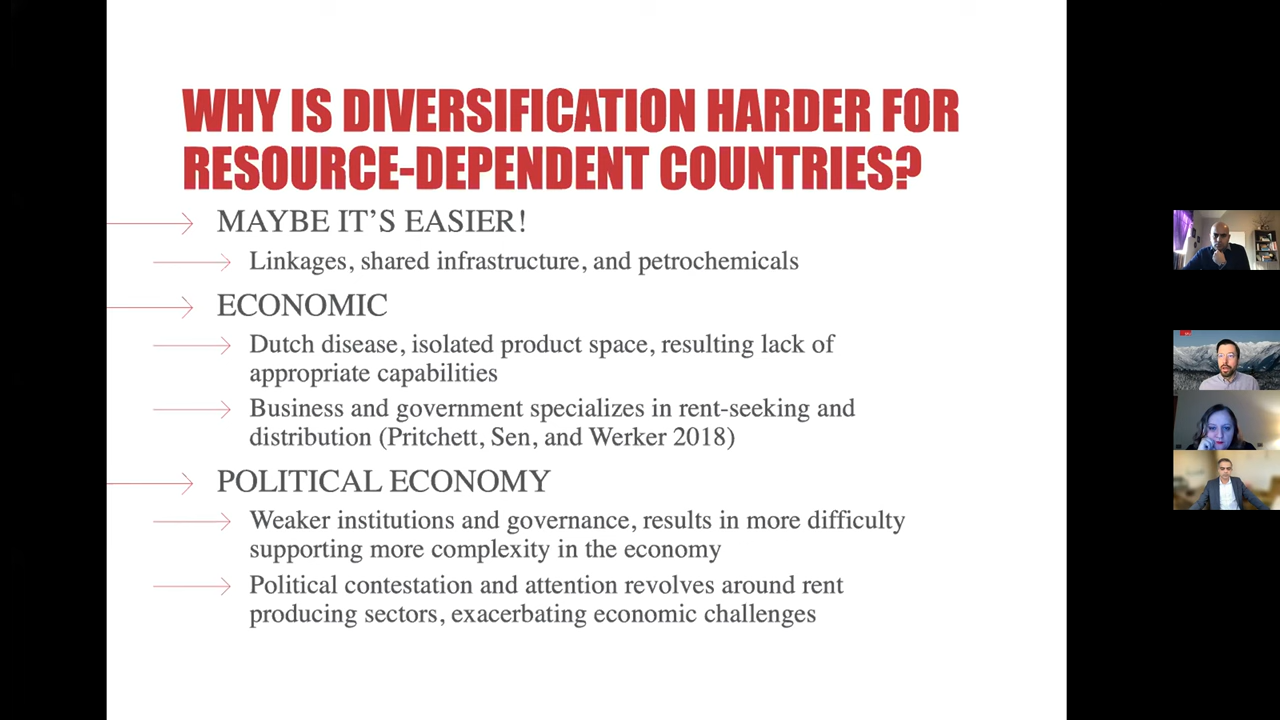 WHY IS DIVERSIFICATION HARDER FOR
RESOURCE-DEPENDENT COUNTRIES?
MAYBE IT’S EASIER!
Linkages, shared infrastructure, and petrochemicals
ECONOMIC
Dutch disease, isolated product space, resulting lack of
appropriate capabilities
Business and government specializes in rent-seeking and
distribution (Pritchett, Sen, and Werker 2018)
POLITICAL ECONOMY
Weaker institutions and governance, results in more difficulty
supporting more complexity in the economy
Political contestation and attention revolves around rent
producing sectors, exacerbating economic challenges